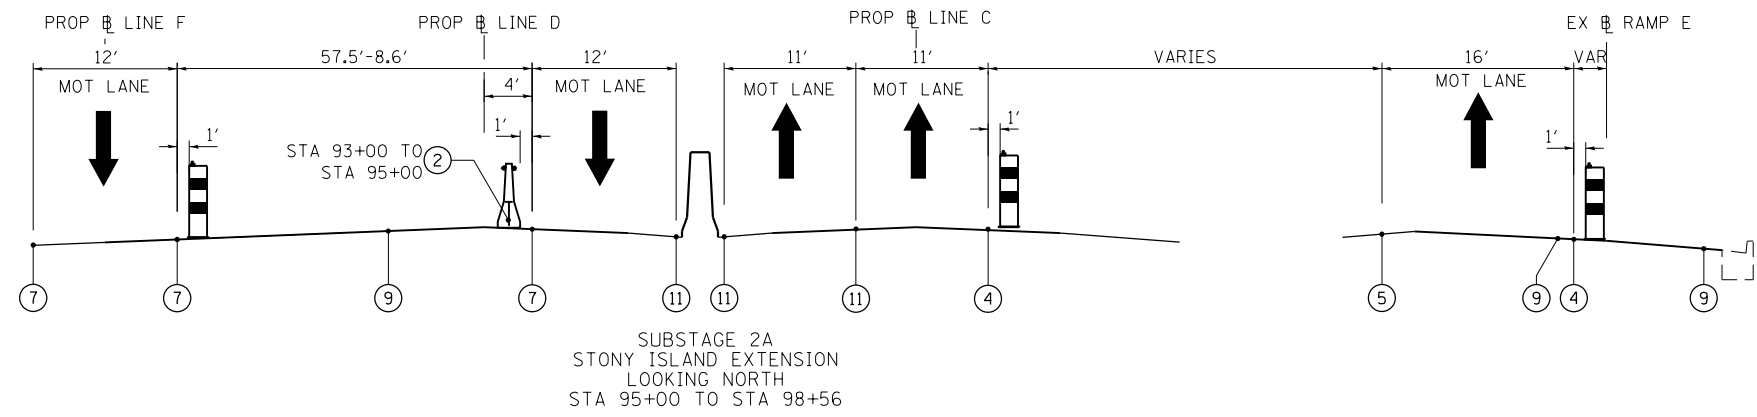 PROP ℄ LINE F
PROP ℄ LINE D
PROP ℄ LINE C
EX ℄ RAMP E
12'
57.5'-8.6'
12'
11'
11'
VARIES
16'
VAR
MOT LANE
4'
MOT LANE
MOT LANE
MOT LANE
MOT LANE
1'
1'
1'
1'
STA 93+00 TO
STA 95+00
2
7
7
9
7
11
11
11
4
5
9
4
9
SUBSTAGE 2A
STONY ISLAND EXTENSION
LOOKING NORTH
STA 95+00 TO STA 98+56